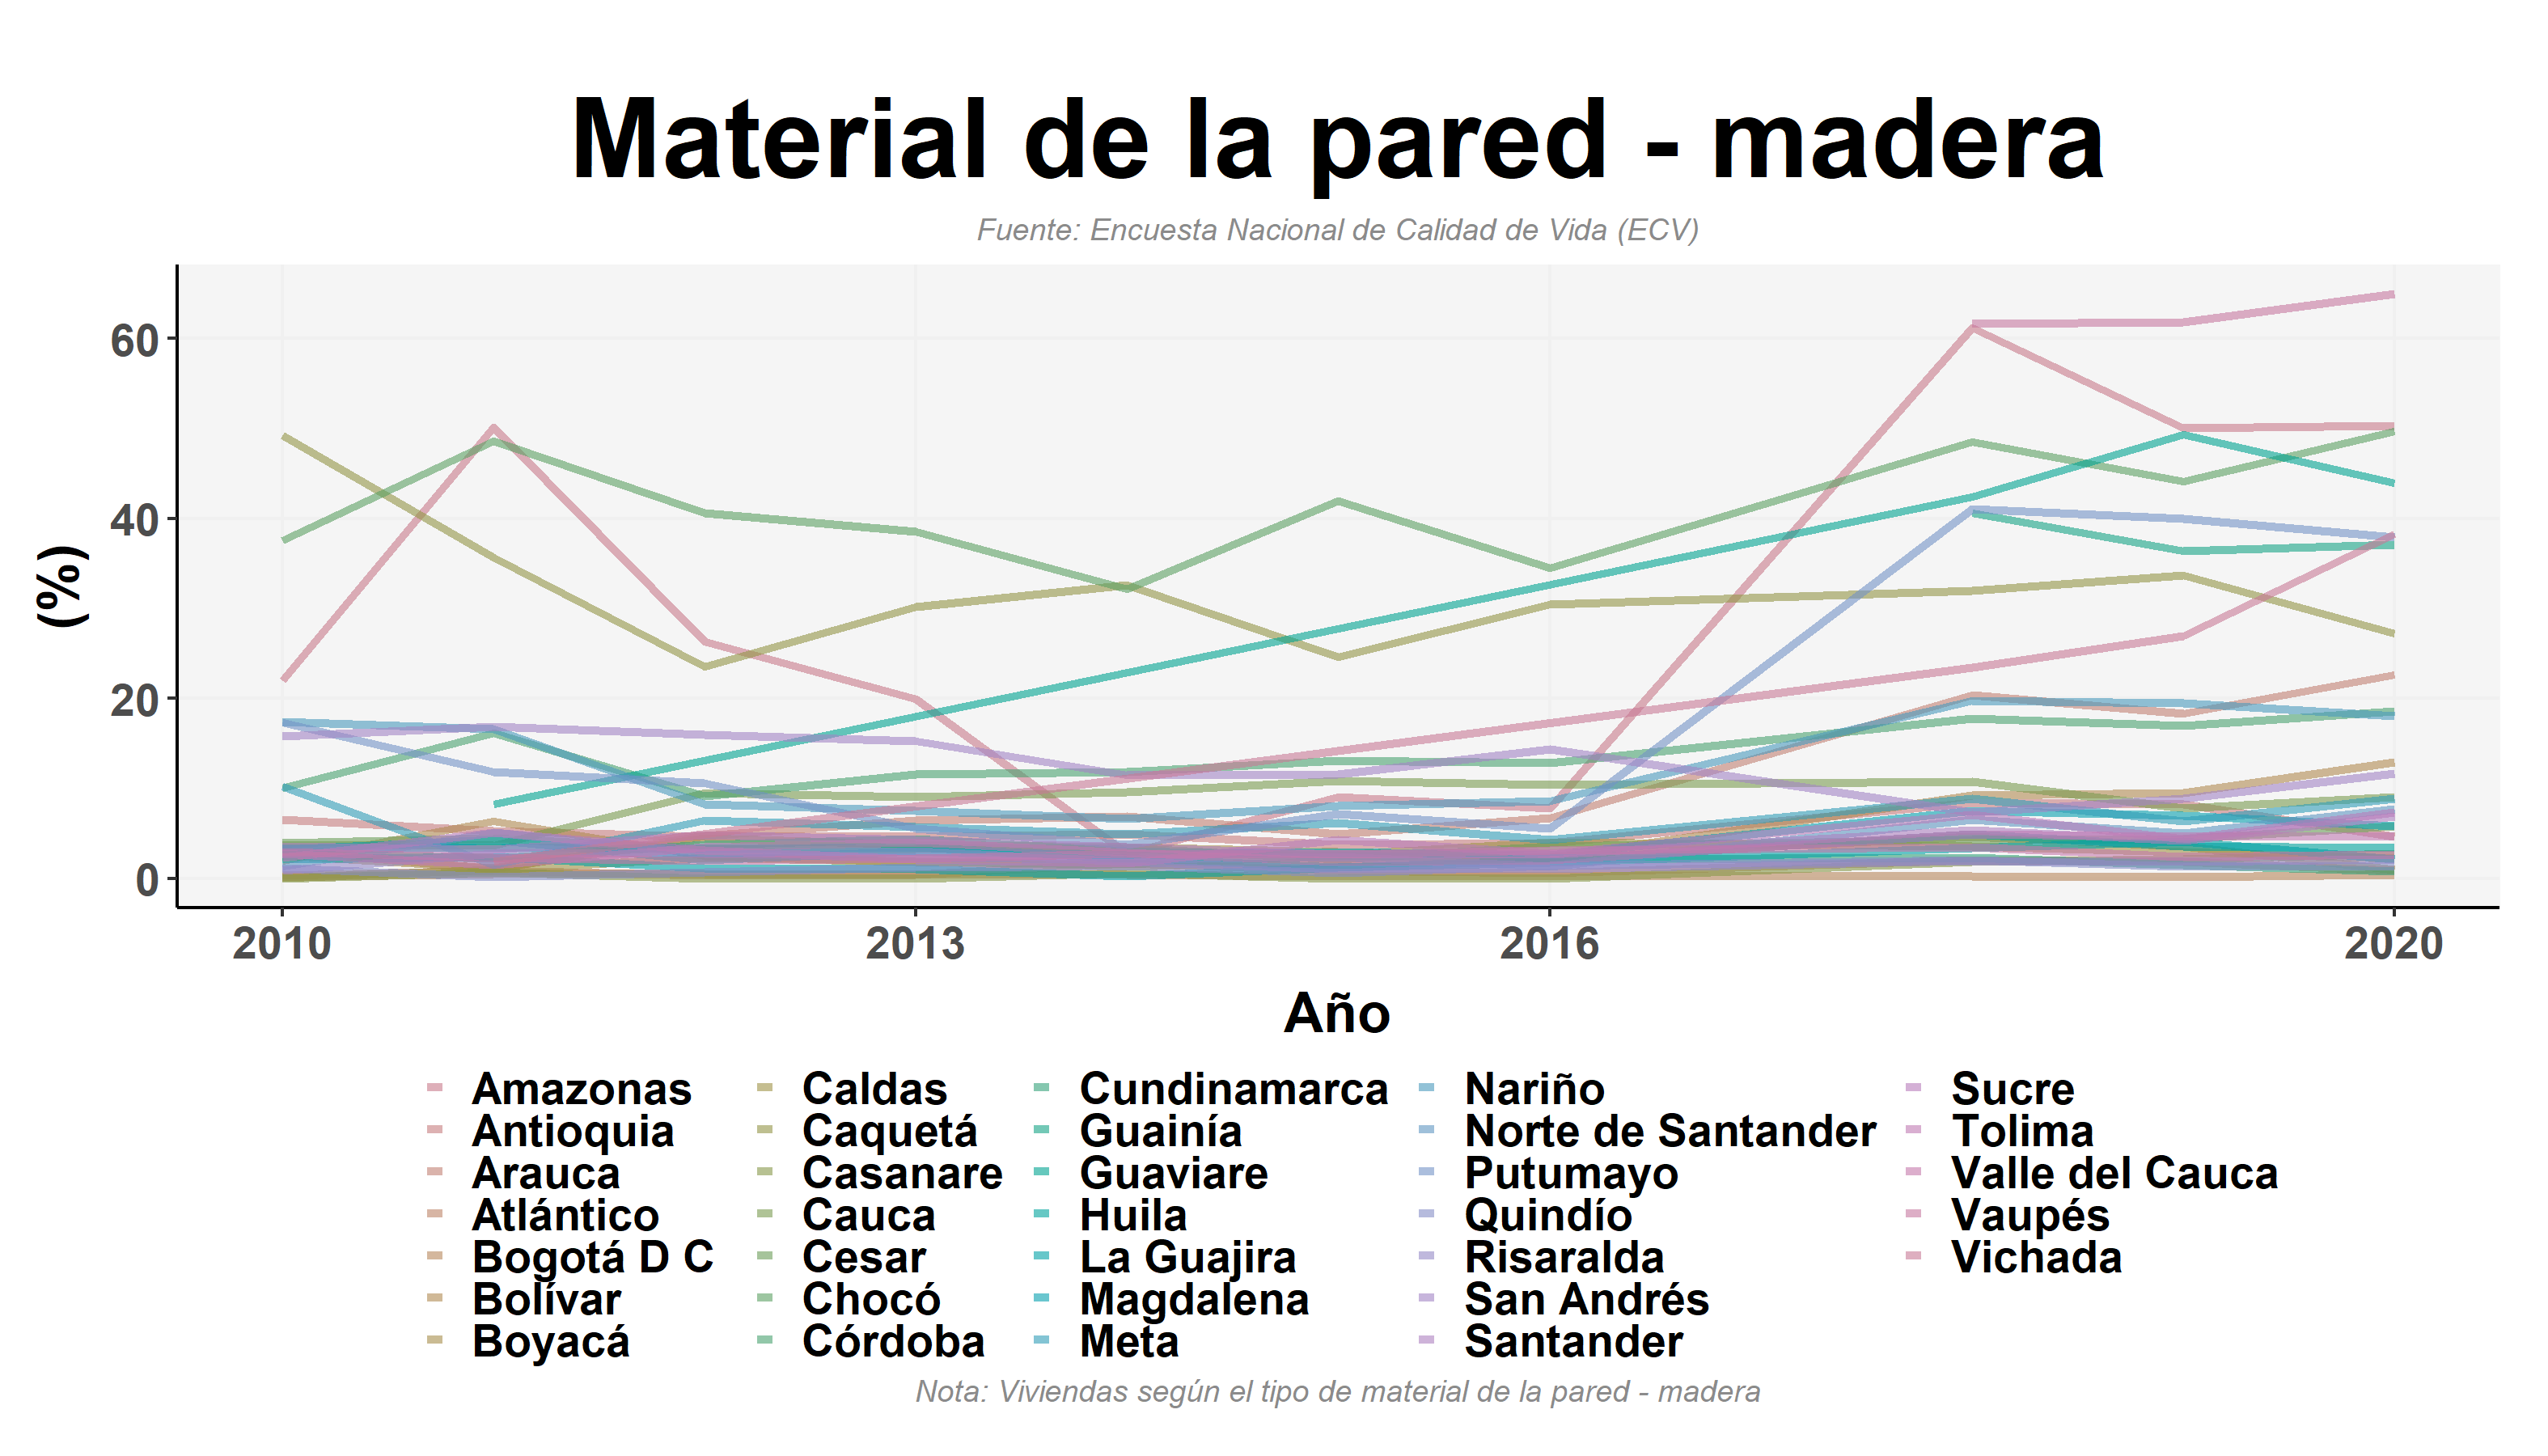 Material de la pared - madera
Fuente: Encuesta Nacional de Calidad de Vida (ECV)
(%)
60
40
20
0
2010 2013 2016 2020
Año
Amazonas Caldas Cundinamarca Nariño Sucre
Antioquia Caquetá Guainía Norte de Santander Tolima
Arauca Casanare Guaviare Putumayo Valle del Cauca
Atlántico Cauca Huila Quindío Vaupés
Bogotá D C Cesar La Guajira Risaralda Vichada
Bolívar Chocó Magdalena San Andrés
Boyacá Córdoba Meta Santander
Nota: Viviendas según el tipo de material de la pared - madera